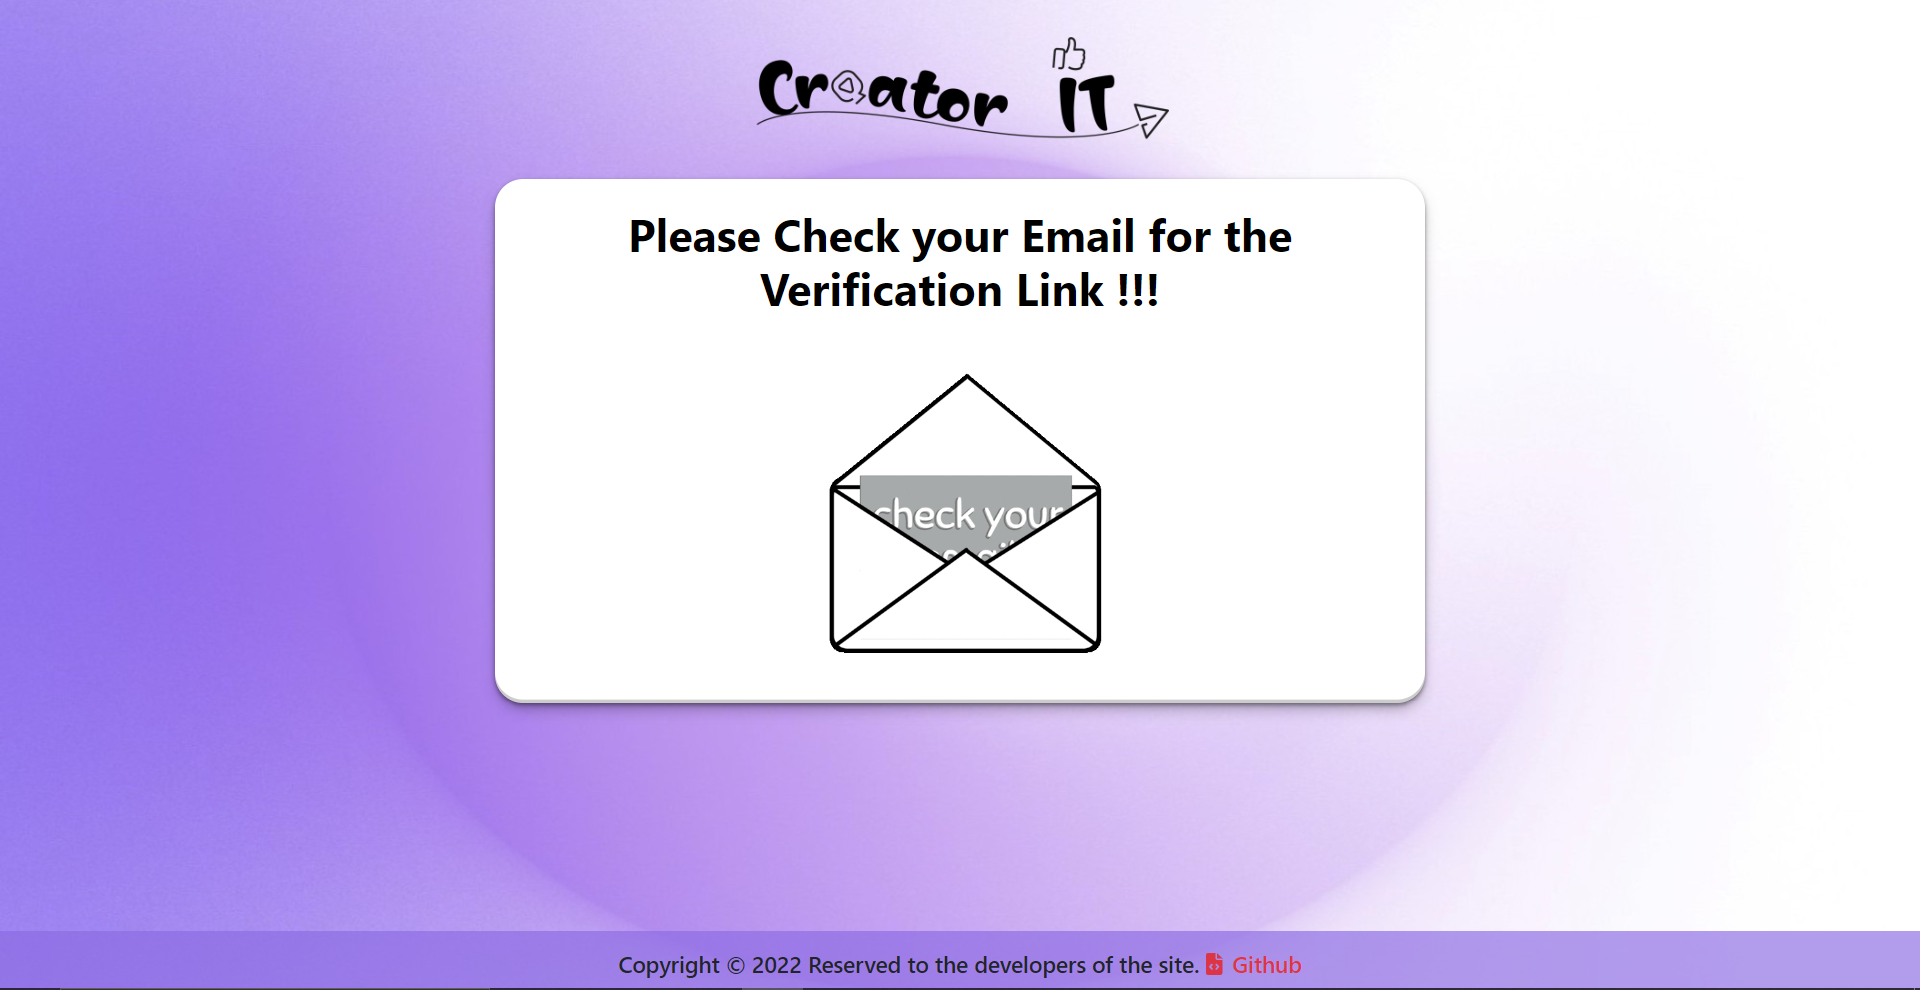 Creator IT
Please Check your Email for the
Verification Link !!!
check your
Copyright © 2022 Reserved to the developers of the site. Github